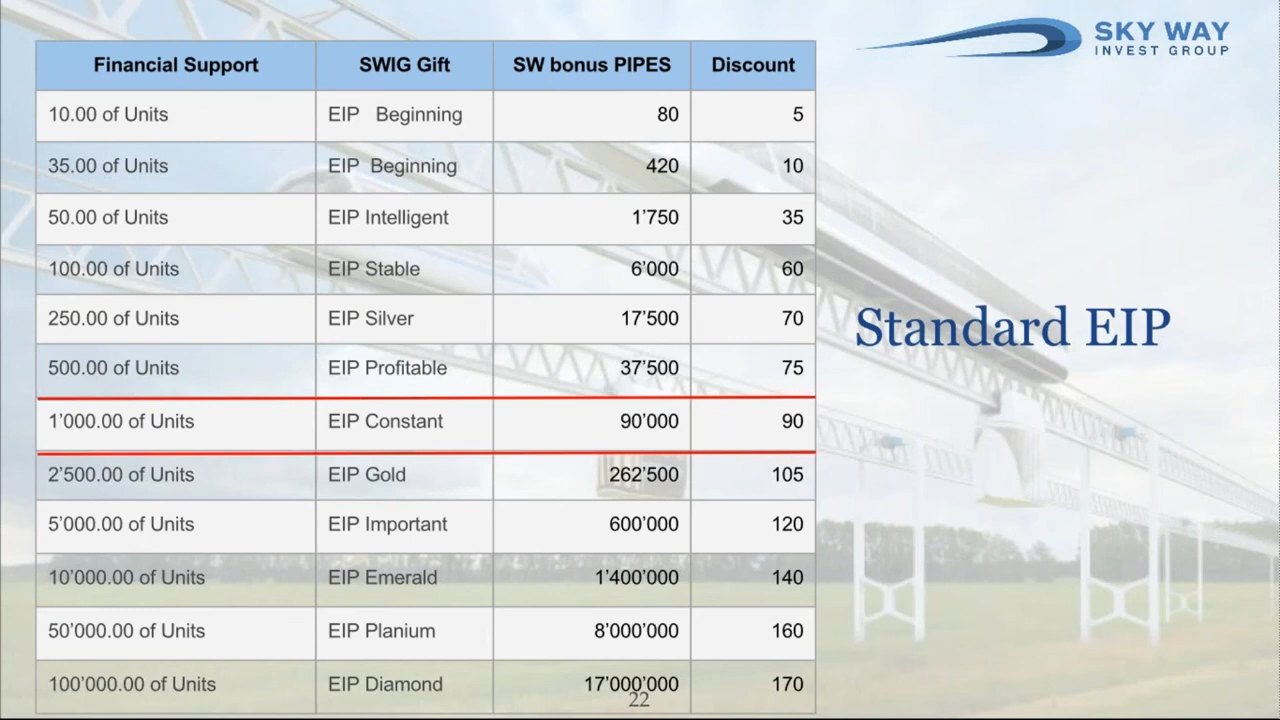 SKY WAY
INVEST GROUP
Financial Support SWIG Gift SW bonus PIPES Discount
10.00 of Units EIP Beginning 80 5
35.00 of Units EIP Beginning 420 10
50.00 of Units EIP Intelligent 1’750 35
100.00 of Units EIP Stable 6’000 60
250.00 of Units EIP Silver 17’500 70
500.00 of Units EIP Profitable 37’500 75
1’000.00 of Units EIP Constant 90’000 90
2’500.00 of Units EIP Gold 262’500 105
5’000.00 of Units EIP Important 600’000 120
10’000.00 of Units EIP Emerald 1’400’000 140
50’000.00 of Units EIP Planium 8’000’000 160
100’000.00 of Units EIP Diamond 17’000’000 170
Standard EIP
22